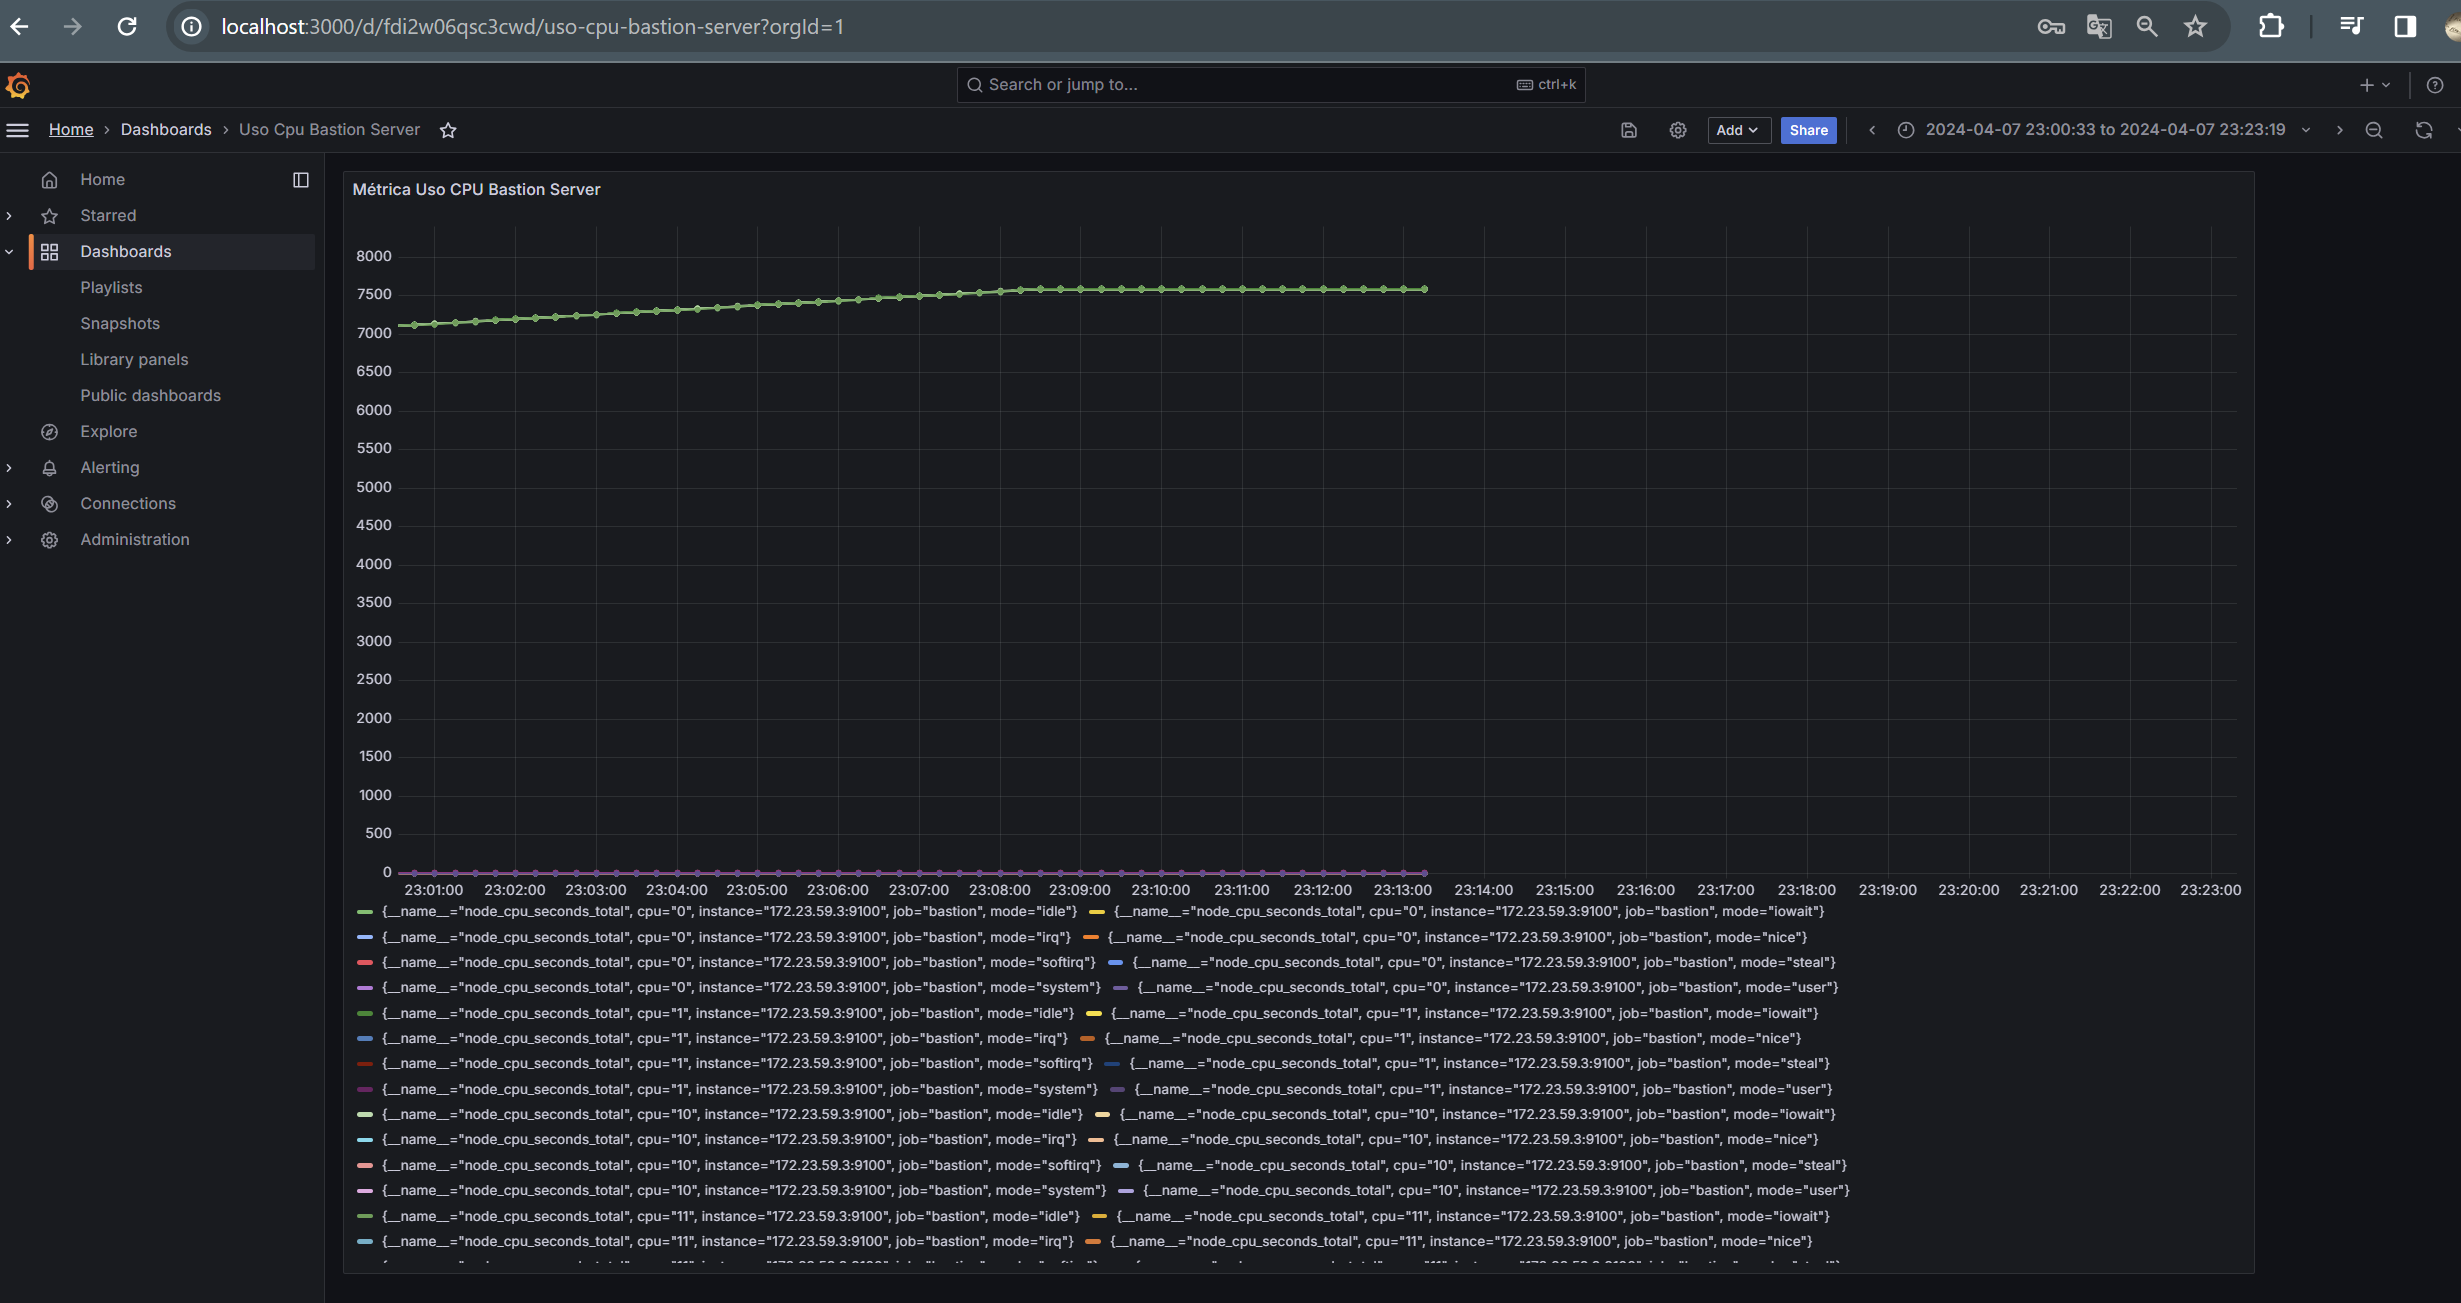 localhost:3000/d/fdi2w06qsc3cwd/uso-cpu-bastion-server?orgId=1
Search or jump to... ctrl+k
Home › Dashboards › Uso Cpu Bastion Server
Add Share 2024-04-07 23:00:33 to 2024-04-07 23:23:19
Home
Starred
Dashboards
Playlists
Snapshots
Library panels
Public dashboards
Explore
Alerting
Connections
Administration
Métrica Uso CPU Bastion Server
8000
7500
7000
6500
6000
5500
5000
4500
4000
3500
3000
2500
2000
1500
1000
500
0
23:01:00 23:02:00 23:03:00 23:04:00 23:05:00 23:06:00 23:07:00 23:08:00 23:09:00 23:10:00 23:11:00 23:12:00 23:13:00 23:14:00 23:15:00 23:16:00 23:17:00 23:18:00 23:19:00 23:20:00 23:21:00 23:22:00 23:23:00
{__name__="node_cpu_seconds_total", cpu="0", instance="172.23.59.3:9100", job="bastion", mode="idle"} {__name__="node_cpu_seconds_total", cpu="0", instance="172.23.59.3:9100", job="bastion", mode="iowait"}
{__name__="node_cpu_seconds_total", cpu="0", instance="172.23.59.3:9100", job="bastion", mode="irq"} {__name__="node_cpu_seconds_total", cpu="0", instance="172.23.59.3:9100", job="bastion", mode="nice"}
{__name__="node_cpu_seconds_total", cpu="0", instance="172.23.59.3:9100", job="bastion", mode="softirq"} {__name__="node_cpu_seconds_total", cpu="0", instance="172.23.59.3:9100", job="bastion", mode="steal"}
{__name__="node_cpu_seconds_total", cpu="0", instance="172.23.59.3:9100", job="bastion", mode="system"} {__name__="node_cpu_seconds_total", cpu="0", instance="172.23.59.3:9100", job="bastion", mode="user"}
{__name__="node_cpu_seconds_total", cpu="1", instance="172.23.59.3:9100", job="bastion", mode="idle"} {__name__="node_cpu_seconds_total", cpu="1", instance="172.23.59.3:9100", job="bastion", mode="iowait"}
{__name__="node_cpu_seconds_total", cpu="1", instance="172.23.59.3:9100", job="bastion", mode="irq"} {__name__="node_cpu_seconds_total", cpu="1", instance="172.23.59.3:9100", job="bastion", mode="nice"}
{__name__="node_cpu_seconds_total", cpu="1", instance="172.23.59.3:9100", job="bastion", mode="softirq"} {__name__="node_cpu_seconds_total", cpu="1", instance="172.23.59.3:9100", job="bastion", mode="steal"}
{__name__="node_cpu_seconds_total", cpu="1", instance="172.23.59.3:9100", job="bastion", mode="system"} {__name__="node_cpu_seconds_total", cpu="1", instance="172.23.59.3:9100", job="bastion", mode="user"}
{__name__="node_cpu_seconds_total", cpu="10", instance="172.23.59.3:9100", job="bastion", mode="idle"} {__name__="node_cpu_seconds_total", cpu="10", instance="172.23.59.3:9100", job="bastion", mode="iowait"}
{__name__="node_cpu_seconds_total", cpu="10", instance="172.23.59.3:9100", job="bastion", mode="irq"} {__name__="node_cpu_seconds_total", cpu="10", instance="172.23.59.3:9100", job="bastion", mode="nice"}
{__name__="node_cpu_seconds_total", cpu="10", instance="172.23.59.3:9100", job="bastion", mode="softirq"} {__name__="node_cpu_seconds_total", cpu="10", instance="172.23.59.3:9100", job="bastion", mode="steal"}
{__name__="node_cpu_seconds_total", cpu="10", instance="172.23.59.3:9100", job="bastion", mode="system"} {__name__="node_cpu_seconds_total", cpu="10", instance="172.23.59.3:9100", job="bastion", mode="user"}
{__name__="node_cpu_seconds_total", cpu="11", instance="172.23.59.3:9100", job="bastion", mode="idle"} {__name__="node_cpu_seconds_total", cpu="11", instance="172.23.59.3:9100", job="bastion", mode="iowait"}
{__name__="node_cpu_seconds_total", cpu="11", instance="172.23.59.3:9100", job="bastion", mode="irq"} {__name__="node_cpu_seconds_total", cpu="11", instance="172.23.59.3:9100", job="bastion", mode="nice"}